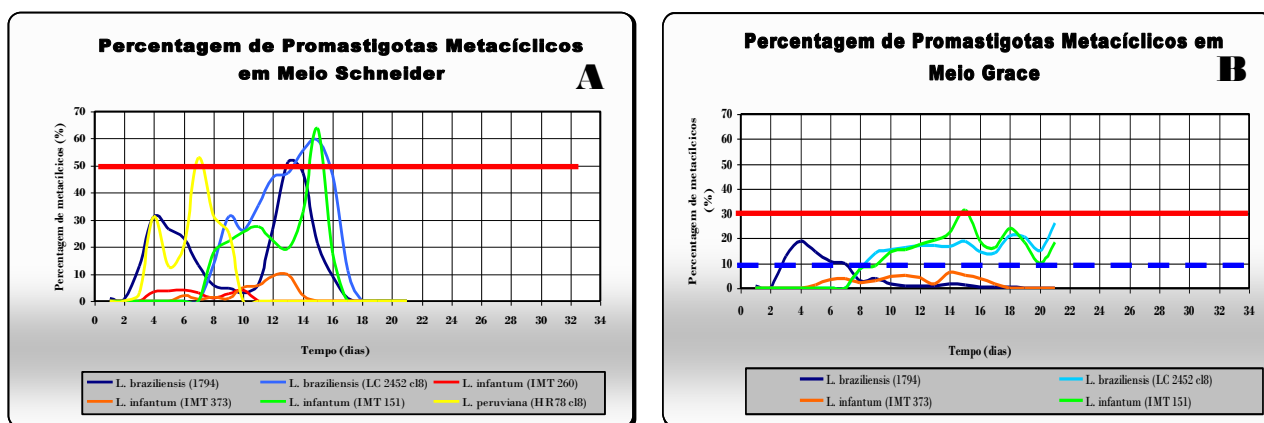 Percentagem de Promastigotas Metacíclicos
em Meio Schneider
A
Percentagem de metacílcicos (%)
70
60
50
40
30
20
10
0
0 2 4 6 8 10 12 14 16 18 20 22 24 26 28 30 32 34
Tempo (dias)
L. braziliensis (1794) L. braziliensis (LC 2452 cl8) L. infantum (IMT 260)
L. infantum (IMT 373) L. infantum (IMT 151) L. peruviana (HR78 cl8)
Percentagem de Promastigotas Metacíclicos em
Meio Grace
B
Percentagem de metacílcicos
(%)
70
60
50
40
30
20
10
0
0 2 4 6 8 10 12 14 16 18 20 22 24 26 28 30 32 34
Tempo (dias)
L. braziliensis (1794) L. braziliensis (LC 2452 cl8)
L. infantum (IMT 373) L. infantum (IMT 151)